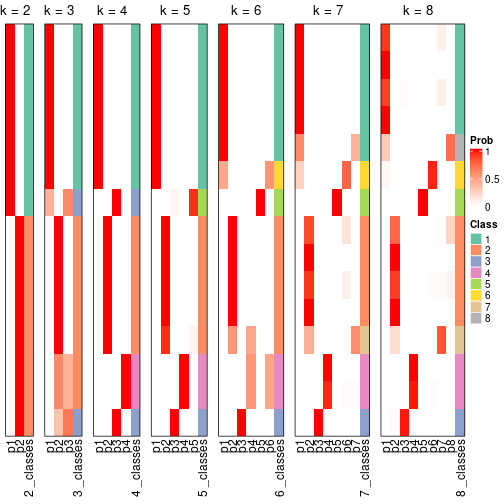 k = 2 k = 3 k = 4 k = 5 k = 6 k = 7 k = 8
Prob
1
0.5
0
Class
1
2
3
4
5
6
7
8
p1 p2 2_classes p1 p2 p3 3_classes p1 p2 p3 p4 4_classes p1 p2 p3 p4 p5 5_classes p1 p2 p3 p4 p5 p6 6_classes p1 p2 p3 p4 p5 p6 p7 7_classes p1 p2 p3 p4 p5 p6 p7 p8 8_classes